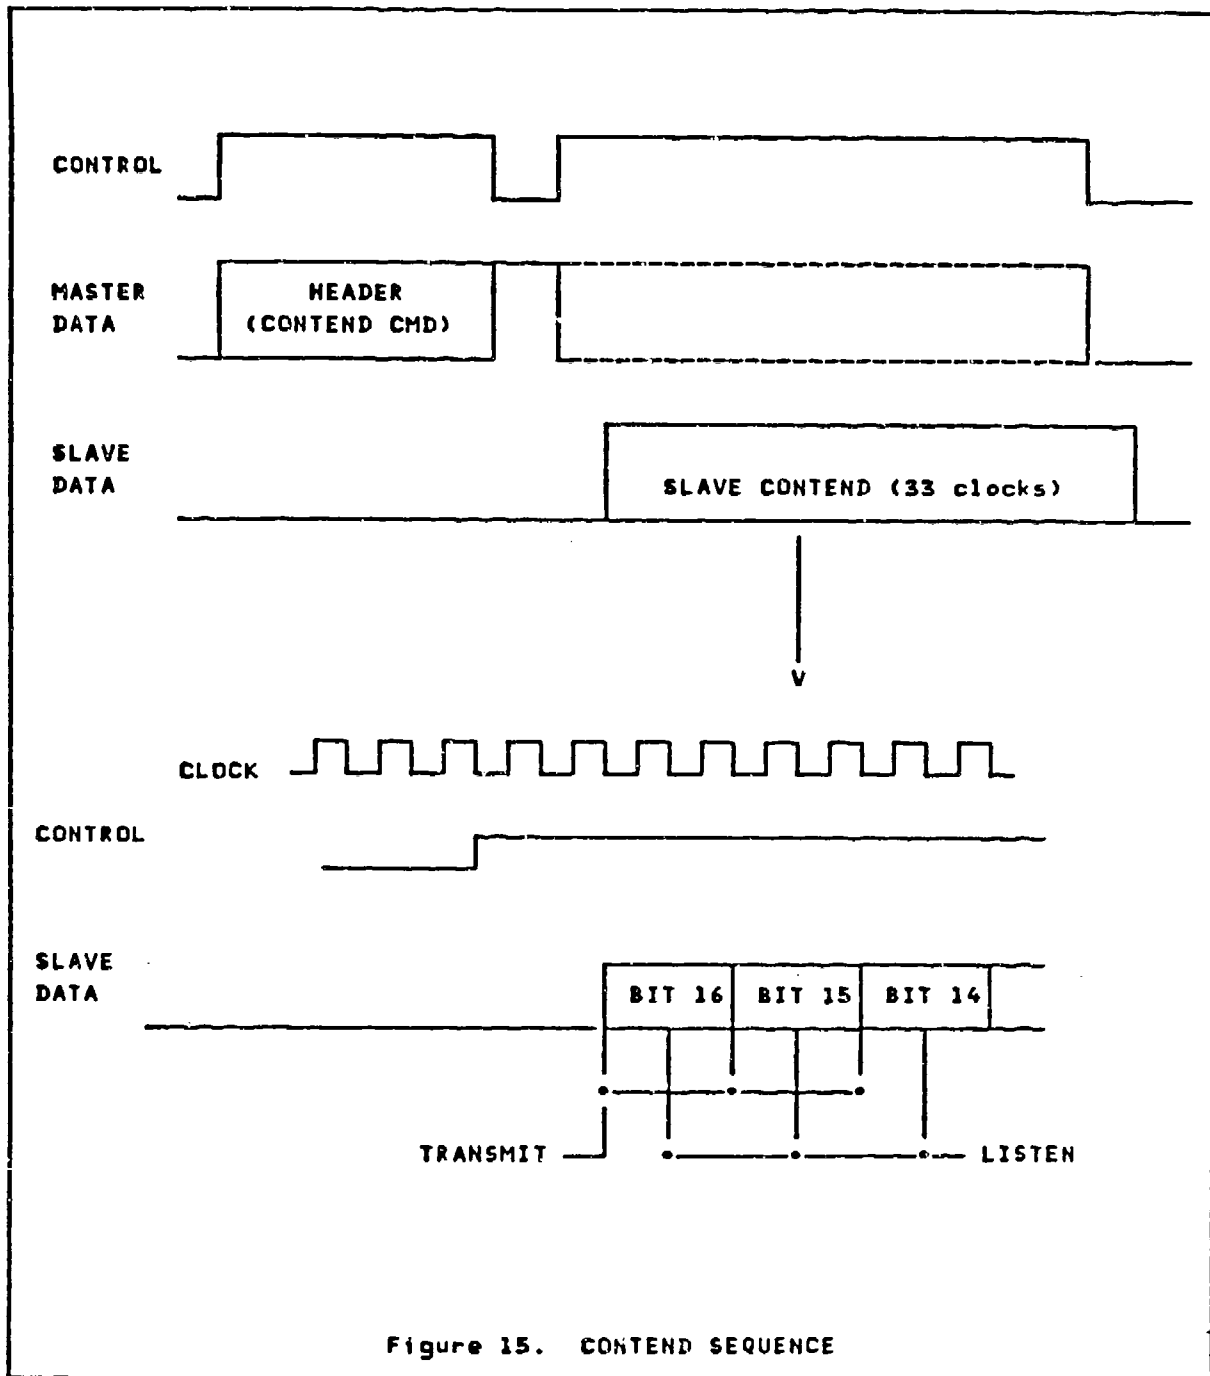 CONTROL
MASTER
DATA
HEADER
(CONTEND CMD)
SLAVE
DATA
SLAVE CONTEND (33 clocks)
V
CLOCK
CONTROL
SLAVE
DATA
BIT 16 BIT 15 BIT 14
TRANSMIT LISTEN
Figure 15. CONTEND SEQUENCE